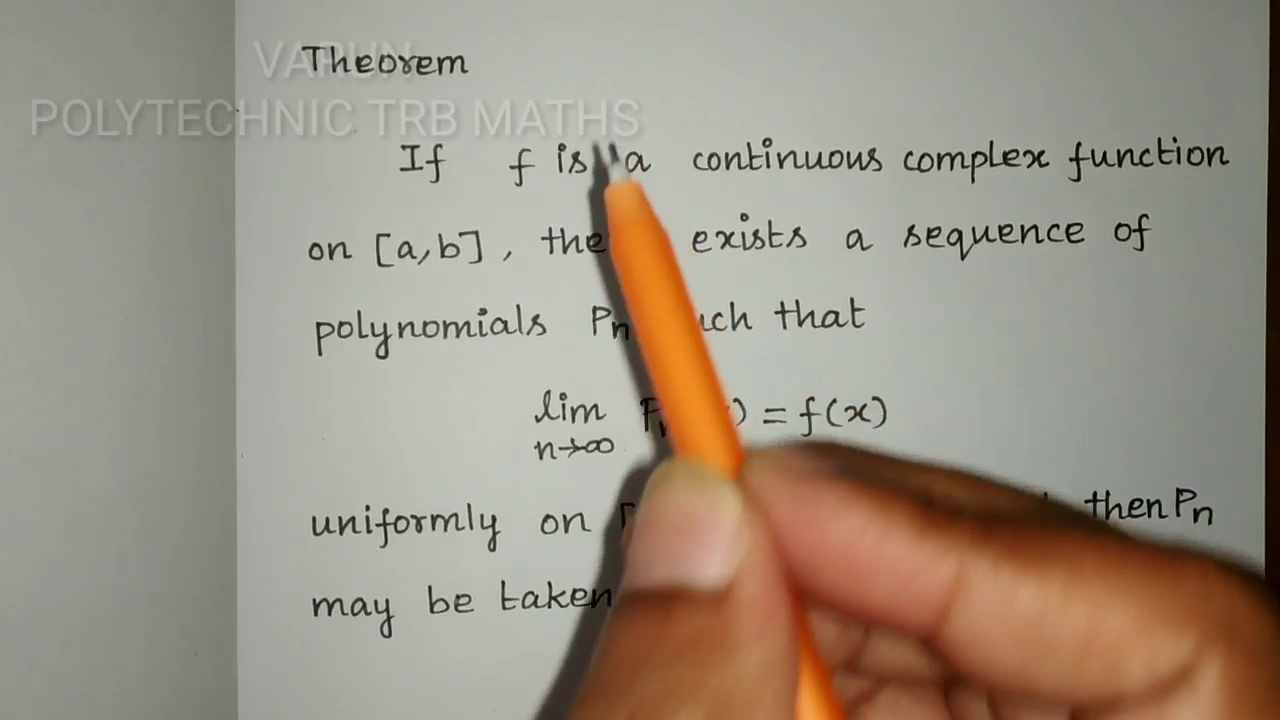 VARUN
POLYTECHNIC TRB MATHS
Theorem
If f is a continuous complex function
on [a,b], the exists a sequence of
polynomials Pn uch that
lim = f(x)
n→∞
uniformly on then Pn
may be taken